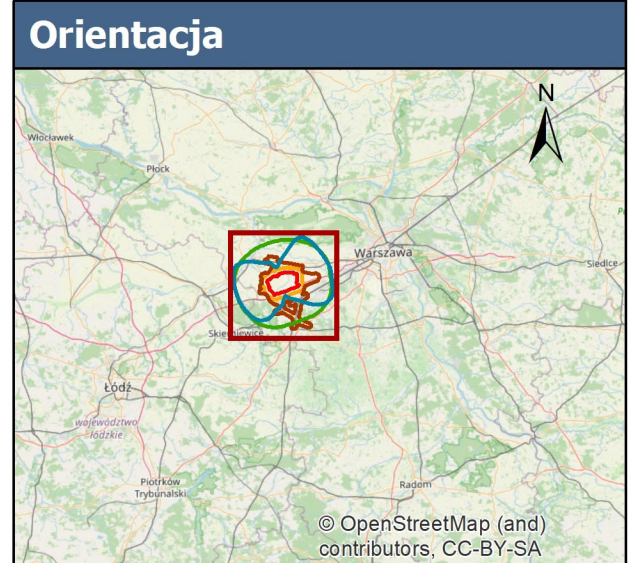 Orientacja
N
Włocławek
Płock
Warszawa
Siedlce
Skierniewice
Łódź
województwo
łódzkie
Piotrków
Trybunalski
Radom
© OpenStreetMap (and)
contributors, CC-BY-SA